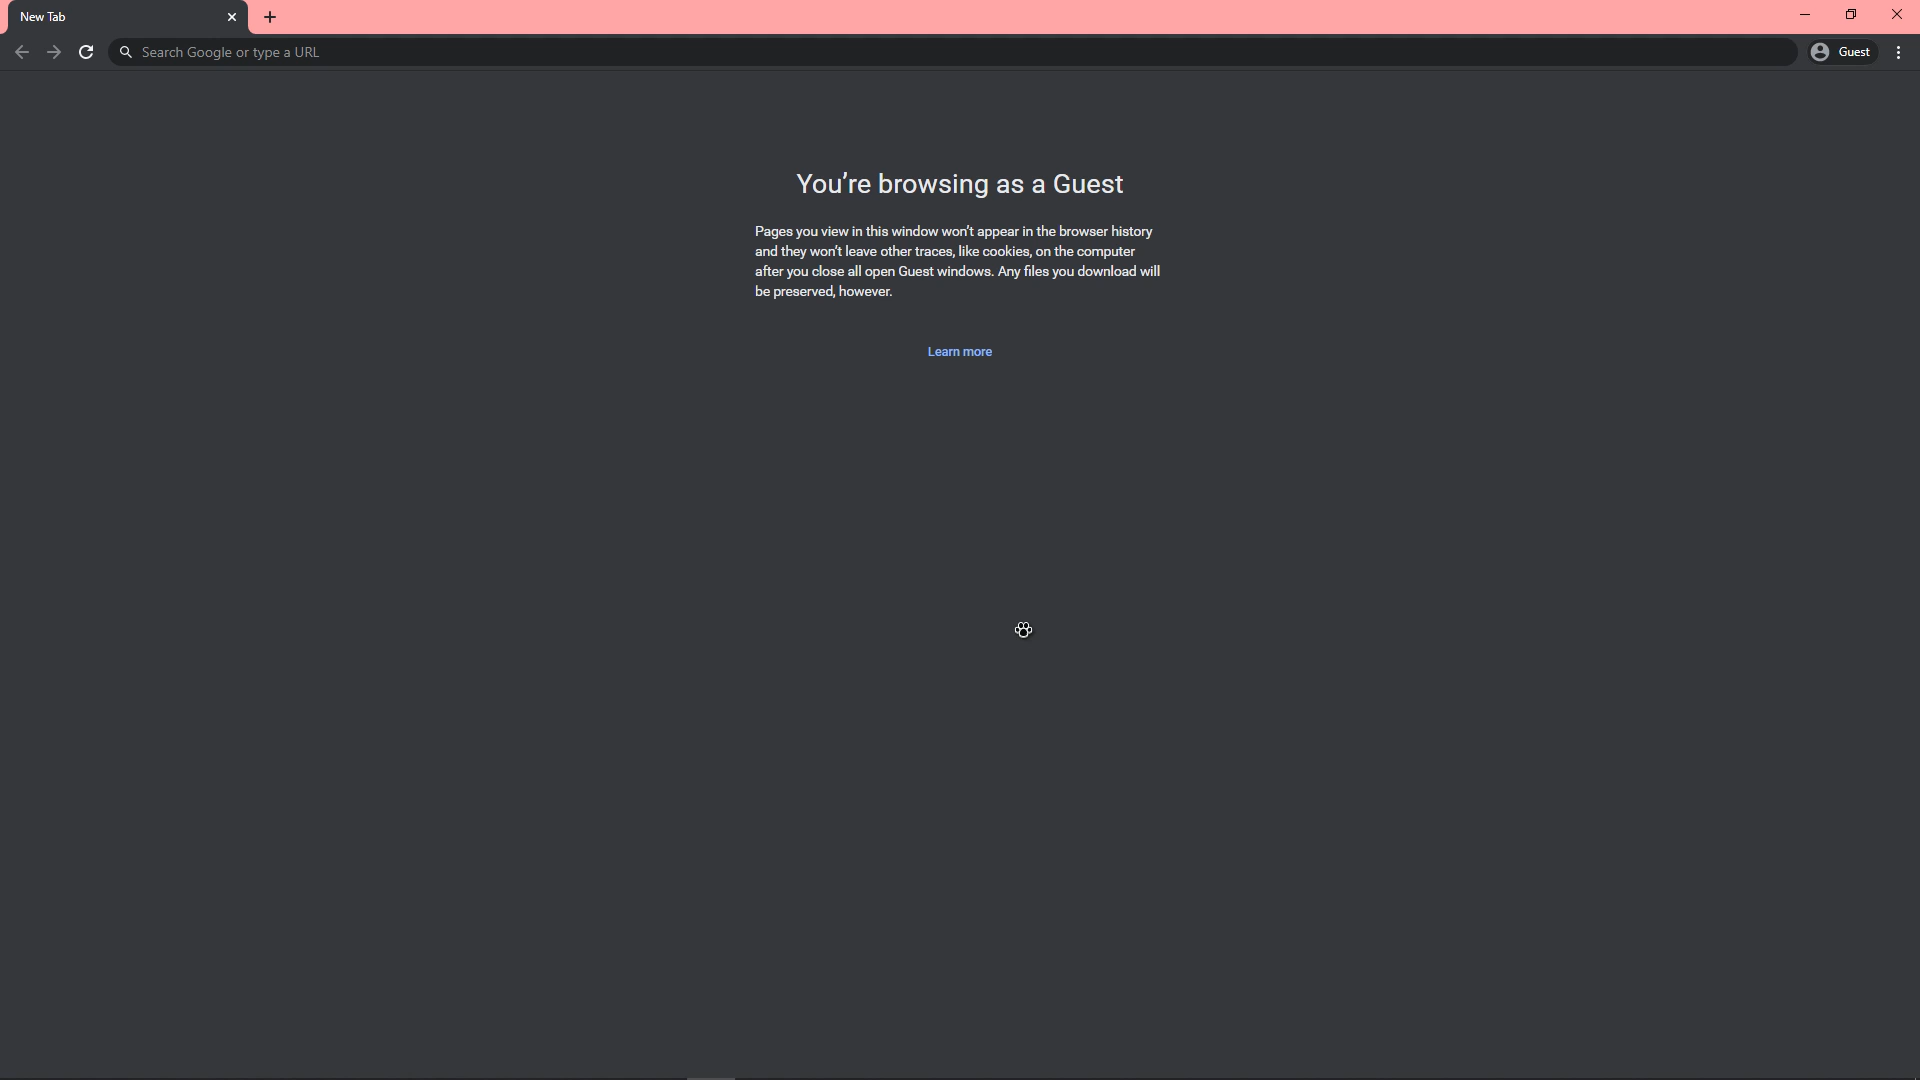 New Tab
Search Google or type a URL
Guest
You're browsing as a Guest
Pages you view in this window won't appear in the browser history
and they won't leave other traces, like cookies, on the computer
after you close all open Guest windows. Any files you download will
be preserved, however.
Learn more